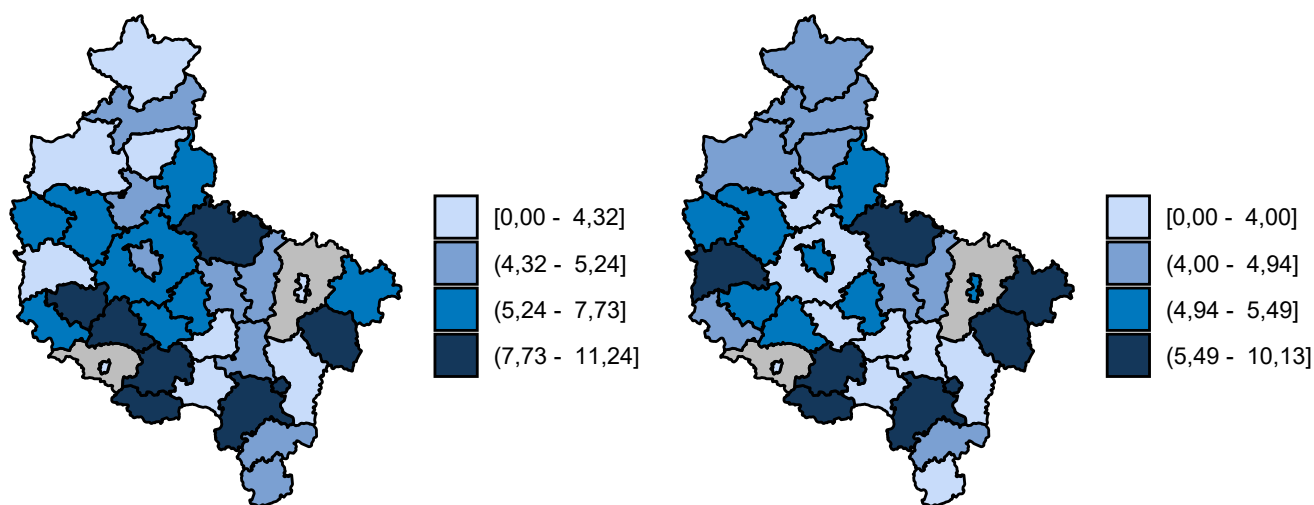 [0,00 - 4,32]
(4,32 - 5,24]
(5,24 - 7,73]
(7,73 - 11,24]
[0,00 - 4,00]
(4,00 - 4,94]
(4,94 - 5,49]
(5,49 - 10,13]